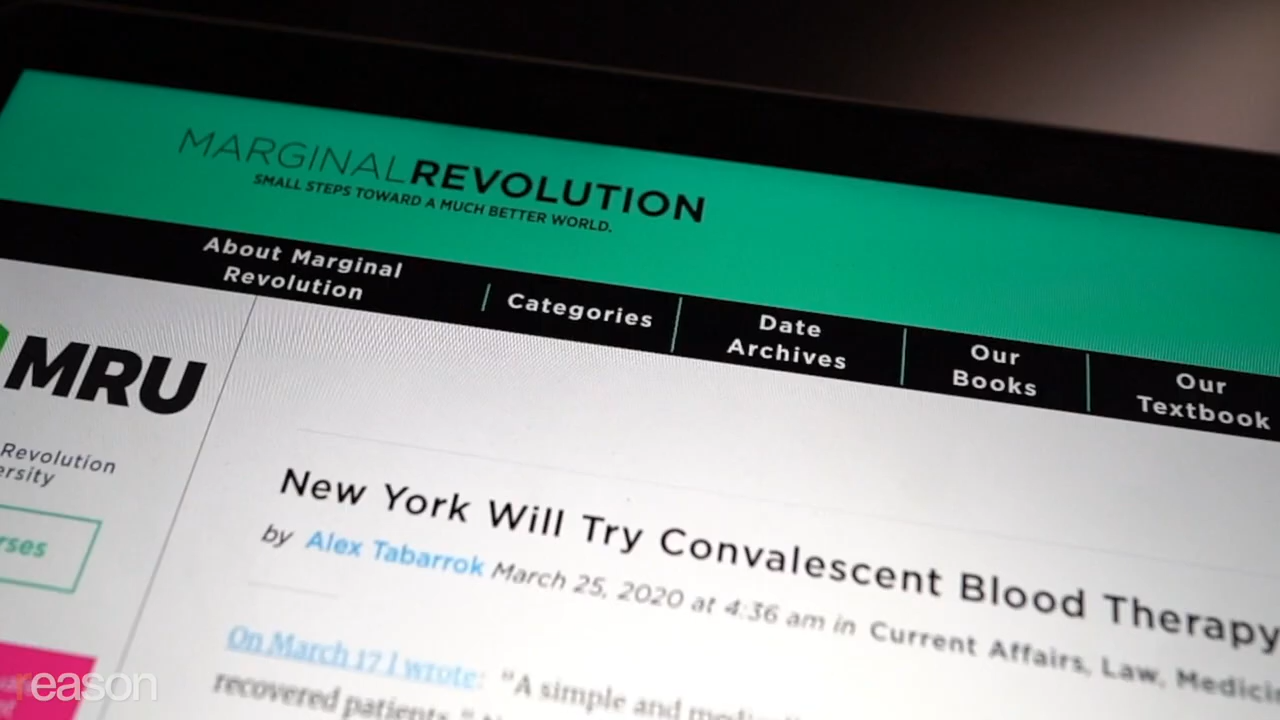 MARGINALREVOLUTION
SMALL STEPS TOWARD A MUCH BETTER WORLD.
About Marginal
Revolution
Categories
Date
Archives
Our
Books
Our
Textbook
MRU
Revolution
ersity
rses
New York Will Try Convalescent Blood Therapy
by Alex Tabarrok March 25, 2020 at 4:36 am in Current Affairs, Law, Medicin
On March 17 I wrote: "A simple and medi
recovered patients."
reason